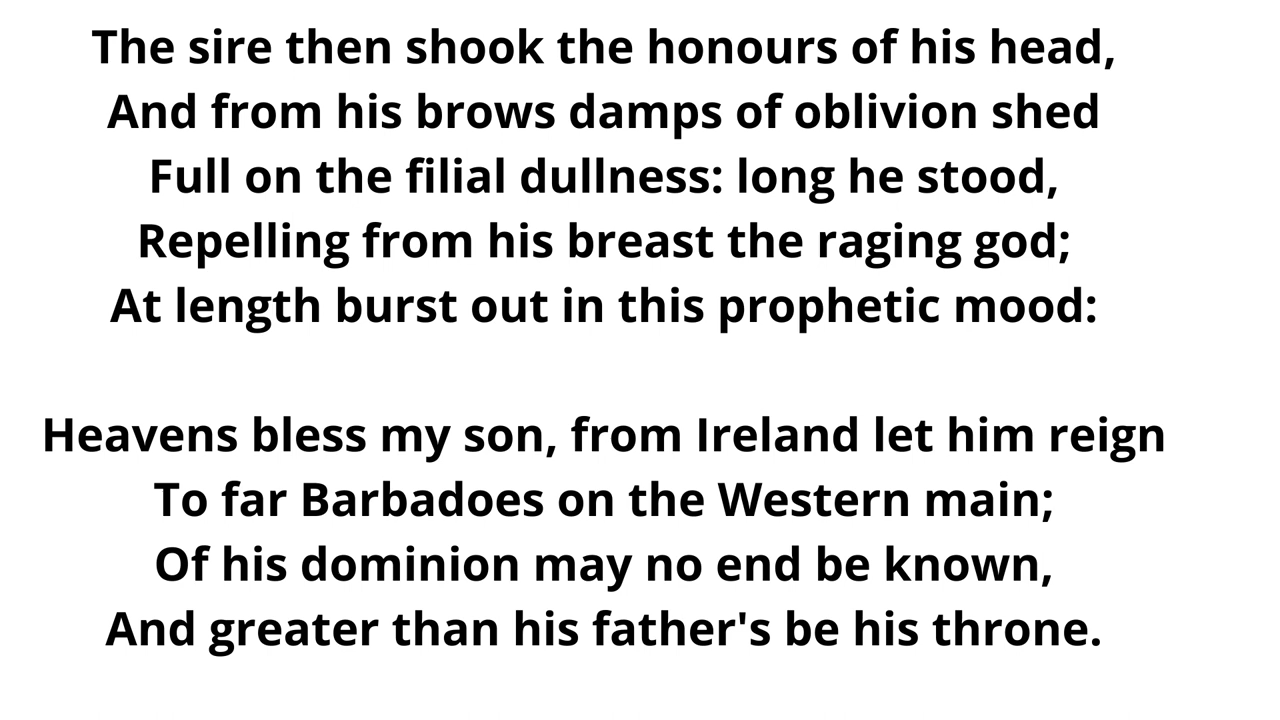 The sire then shook the honours of his head,
And from his brows damps of oblivion shed
Full on the filial dullness: long he stood,
Repelling from his breast the raging god;
At length burst out in this prophetic mood:
Heavens bless my son, from Ireland let him reign
To far Barbadoes on the Western main;
Of his dominion may no end be known,
And greater than his father's be his throne.